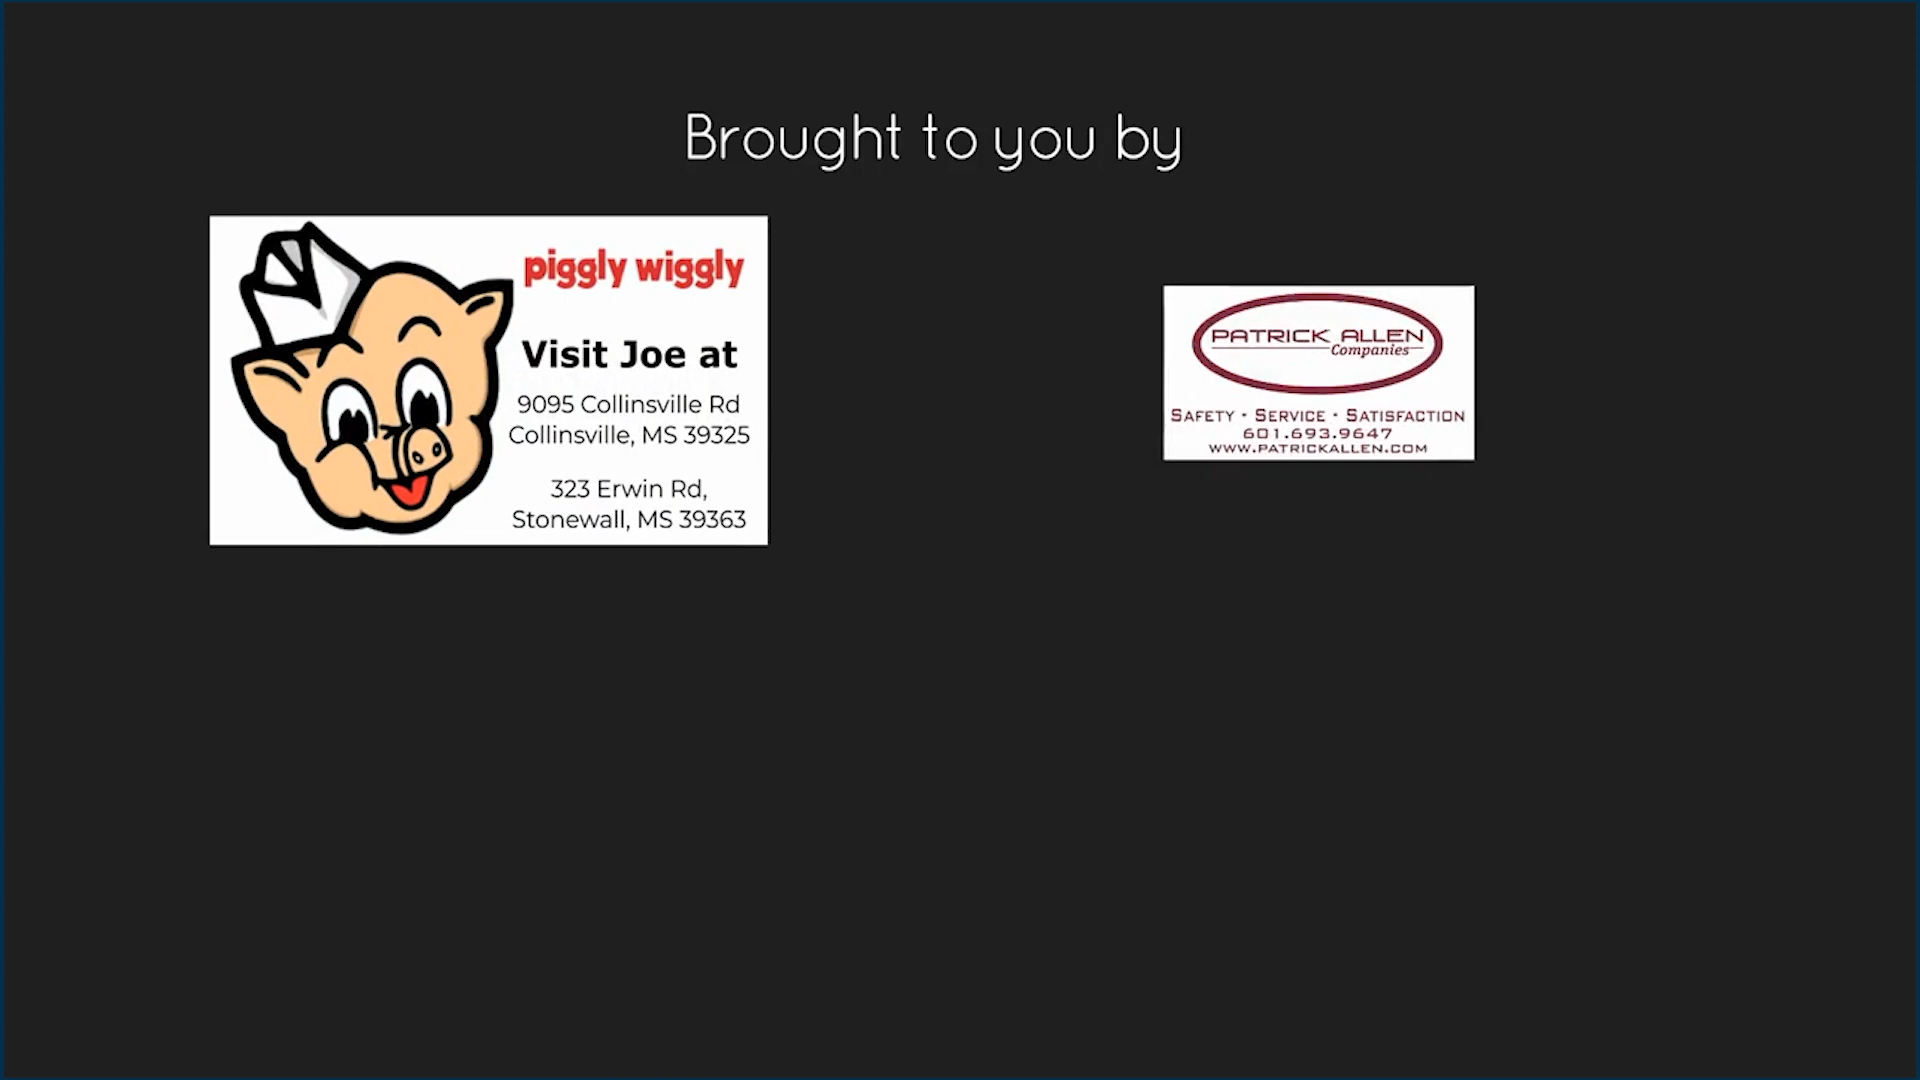 Brought to you by
piggly wiggly
Visit Joe at
9095 Collinsville Rd
Collinsville, MS 39325
323 Erwin Rd,
Stonewall, MS 39363
PATRICK ALLEN
Companies
SAFETY · SERVICE · SATISFACTION
601.693.9647
WWW.PATRICKALLEN.COM